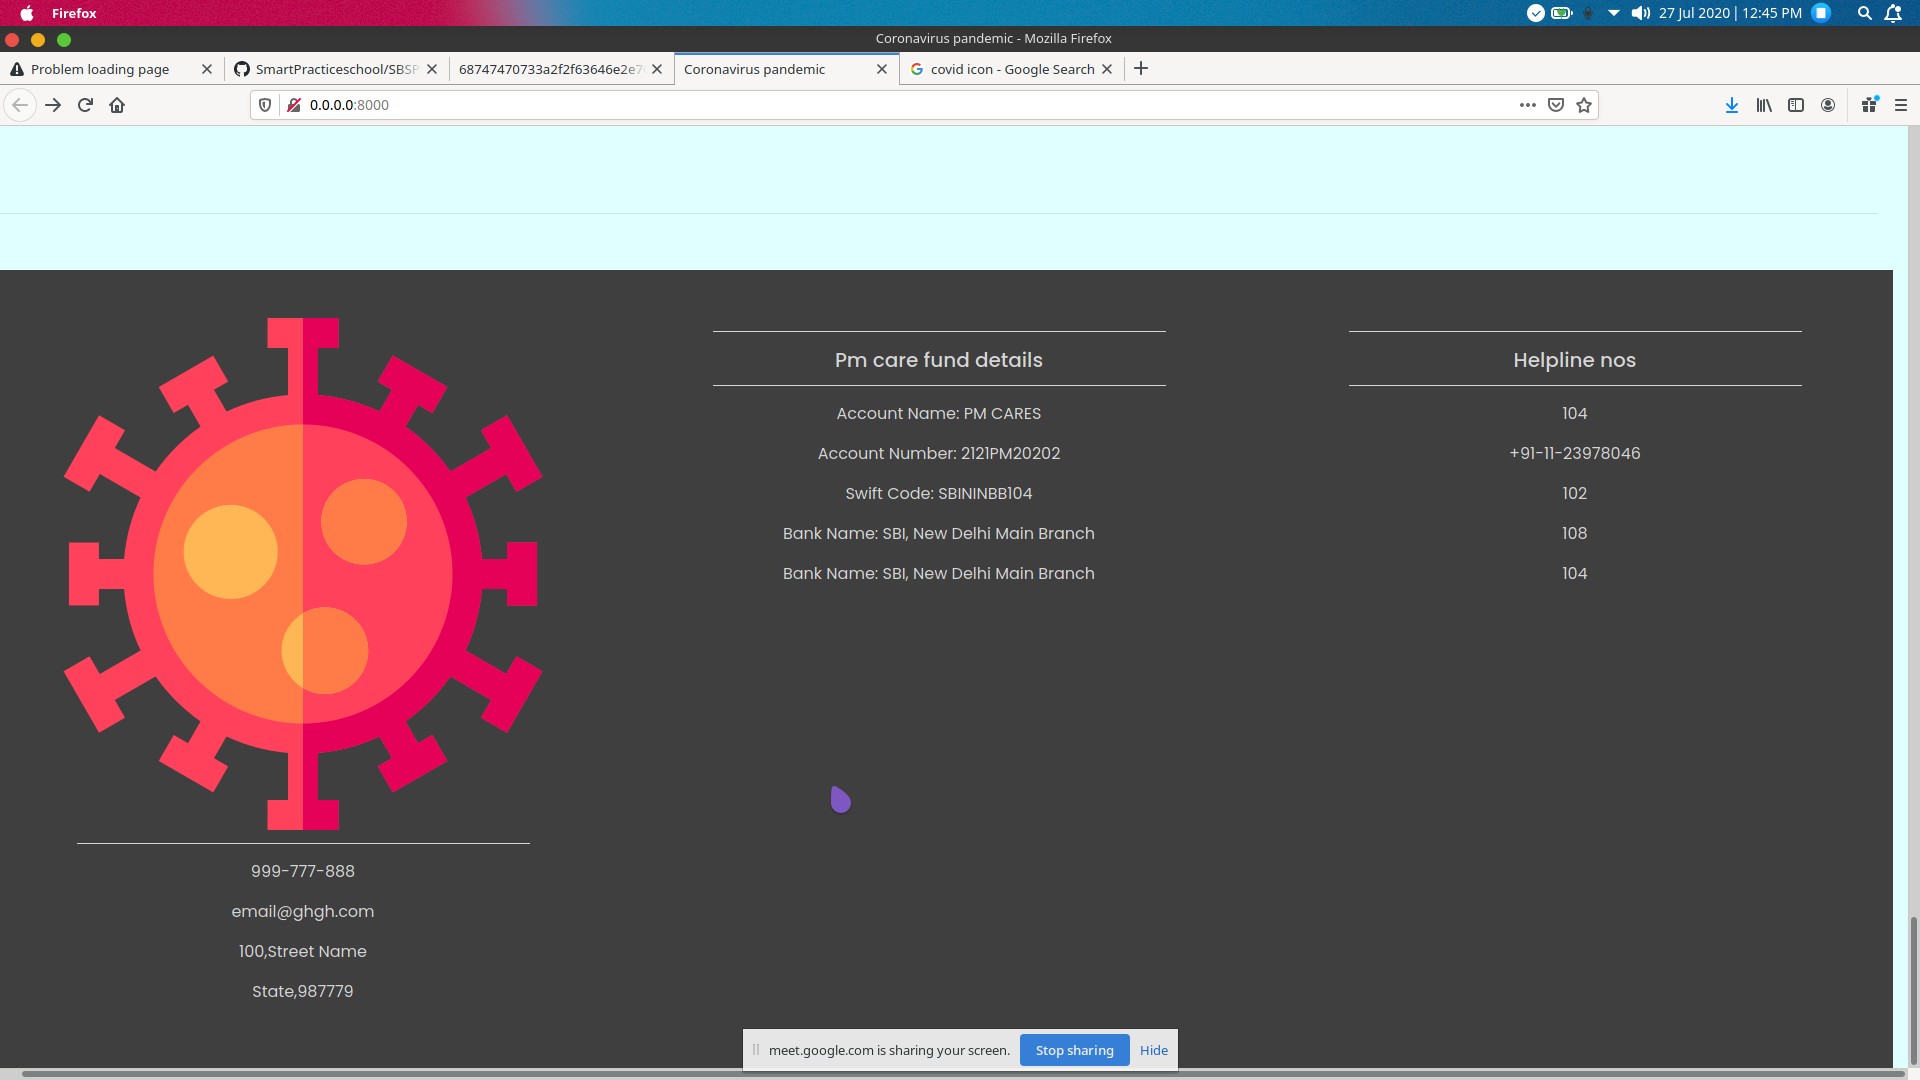 Firefox
27 Jul 2020 | 12:45 PM
Coronavirus pandemic - Mozilla Firefox
Problem loading page
SmartPracticeschool/SBSP
68747470733a2f2f63646e2e7
Coronavirus pandemic
covid icon - Google Search
0.0.0.0:8000
Pm care fund details
Account Name: PM CARES
Account Number: 2121PM20202
Swift Code: SBININBB104
Bank Name: SBI, New Delhi Main Branch
Bank Name: SBI, New Delhi Main Branch
Helpline nos
104
+91-11-23978046
102
108
104
999-777-888
email@ghgh.com
100,Street Name
State,987779
meet.google.com is sharing your screen.
Stop sharing
Hide